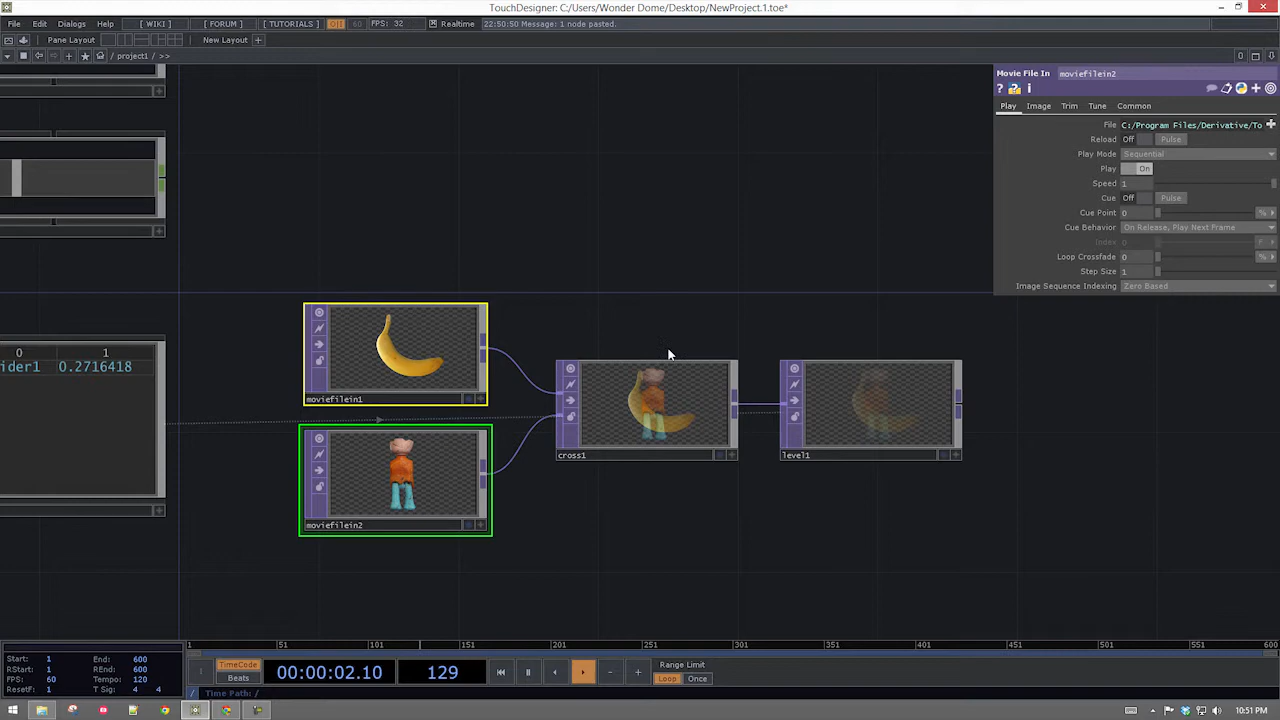 TouchDesigner: C:/Users/Wonder Dome/Desktop/NewProject.1.toe*
File Edit Dialogs Help [ WIKI ] [ FORUM ] [ TUTORIALS ] 60 FPS: 32 Realtime 22:50:50 Message: 1 node pasted.
Pane Layout New Layout +
/ project1 / >> 0
Movie File In moviefilein2
? ? i
Play Image Trim Tune Common
File C:/Program Files/Derivative/To
Reload Off Pulse
Play Mode Sequential
Play On
Speed 1
Cue Off Pulse
Cue Point 0 %
Cue Behavior On Release, Play Next Frame
Index 0 F
Loop Crossfade 0 %
Step Size 1
Image Sequence Indexing Zero Based
0 1
ider1 0.2716418
moviefilein1
cross1
level1
moviefilein2
1 51 101 151 201 251 301 351 401 451 501 551 600
Start: 1 End: 600
RStart: 1 REnd: 600
FPS: 60 Tempo: 120
ResetF: 1 T Sig: 4 4
TimeCode
Beats
00:00:02.10 129
Range Limit
Loop Once
/ Time Path: /
10:51 PM